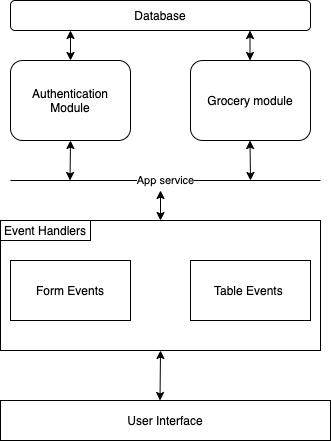 Database
Authentication
Module
Grocery module
App service
Event Handlers
Form Events
Table Events
User Interface